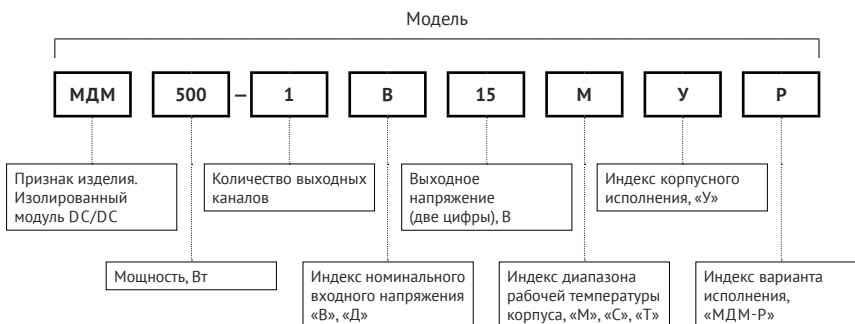 Модель
МДМ 500 – 1 В 15 М У Р
Признак изделия.
Изолированный
модуль DC/DC
Количество выходных
каналов
Выходное
напряжение
(две цифры), В
Индекс корпусного
исполнения, «У»
Мощность, Вт
Индекс номинального
входного напряжения
«В», «Д»
Индекс диапазона
рабочей температуры
корпуса, «М», «С», «Т»
Индекс варианта
исполнения,
«МДМ-Р»